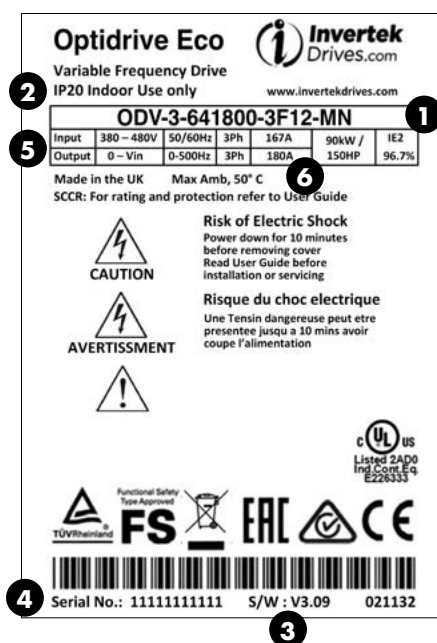 Optidrive Eco
Invertek
Drives.com
Variable Frequency Drive
2 IP20 Indoor Use only www.invertekdrives.com
ODV-3-641800-3F12-MN 1
5 Input 380 – 480V 50/60Hz 3Ph 167A 90kW / 150HP IE2
Output 0 – Vin 0-500Hz 3Ph 180A 96.7%
6
Made in the UK Max Amb, 50° C
SCCR: For rating and protection refer to User Guide
Risk of Electric Shock
Power down for 10 minutes
before removing cover
Read User Guide before
installation or servicing
CAUTION
Risque du choc electrique
Une Tensin dangereuse peut etre
presentee jusqu a 10 mins avoir
coupe l'alimentation
AVERTISSMENT
C UL US
Listed 2AD0
Ind.Cont.Eq.
E226333
TÜVRheinland
Functional Safety
Type Approved
FS
EAC
CE
4 Serial No.: 11111111111 S/W : V3.09 021132
3